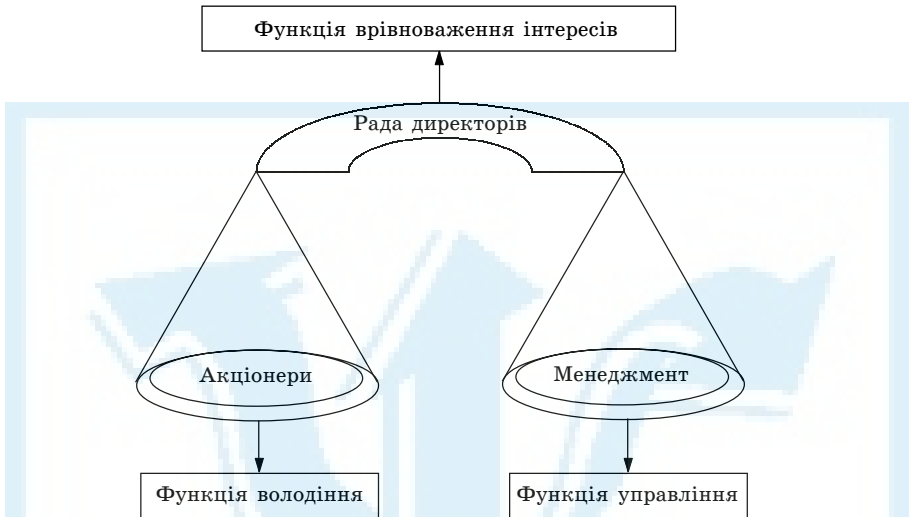 Функція врівноваження інтересів
Рада директорів
Акціонери
Менеджмент
Функція володіння
Функція управління